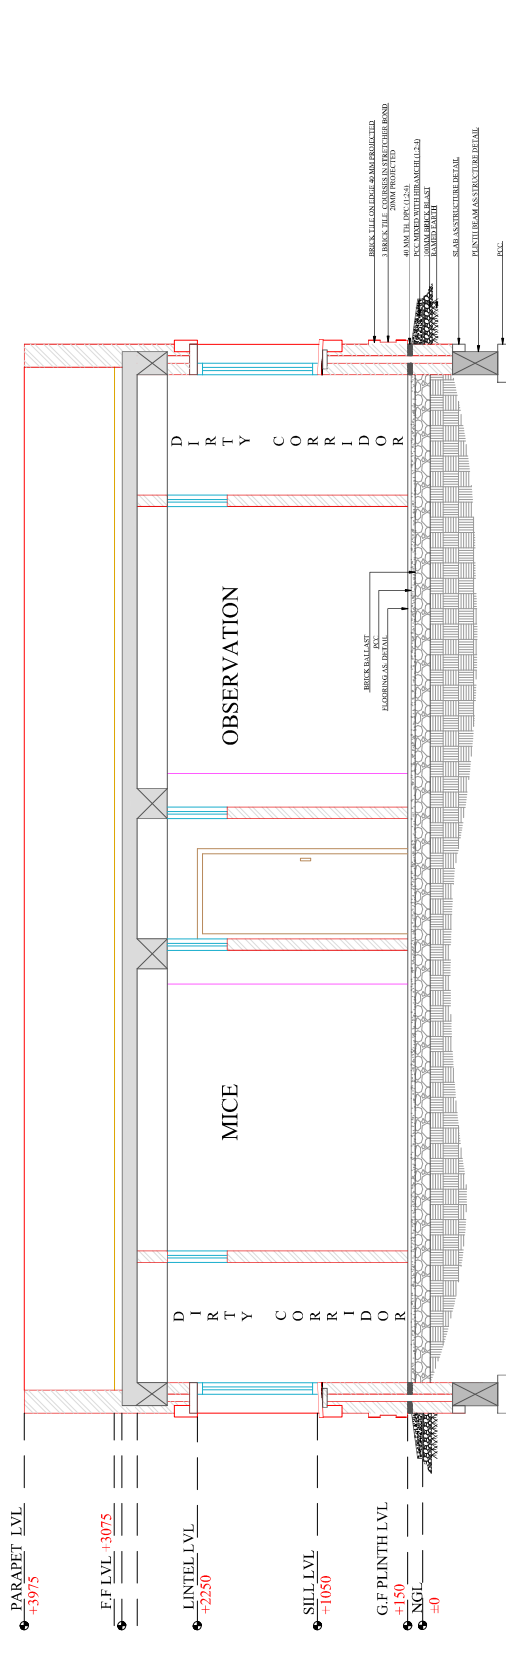 PARAPET LVL
+3975
F.F LVL +3075
LINTEL LVL
+2250
SILL LVL
+1050
G.F PLINTH LVL
+150
NGL
±0
DIRTY CORRIDOR
MICE
OBSERVATION
DIRTY CORRIDOR
BRICK BALLAST
PCC
FLOORING AS. DETAIL
BRICK TILE ON EDGE 40 MM PROJECTED
3 BRICK TILE COURSES IN STRETCHER BOND
20MM PROJECTED
40 MM TH. DPC (1:2:4)
PCC MIXED WITH HIRAMCHI (1:2:4)
100MM BRICK BLAST
RAMED EARTH
SLAB AS STRUCTURE DETAIL
PLINTH BEAM AS STRUCTURE DETAIL
PCC